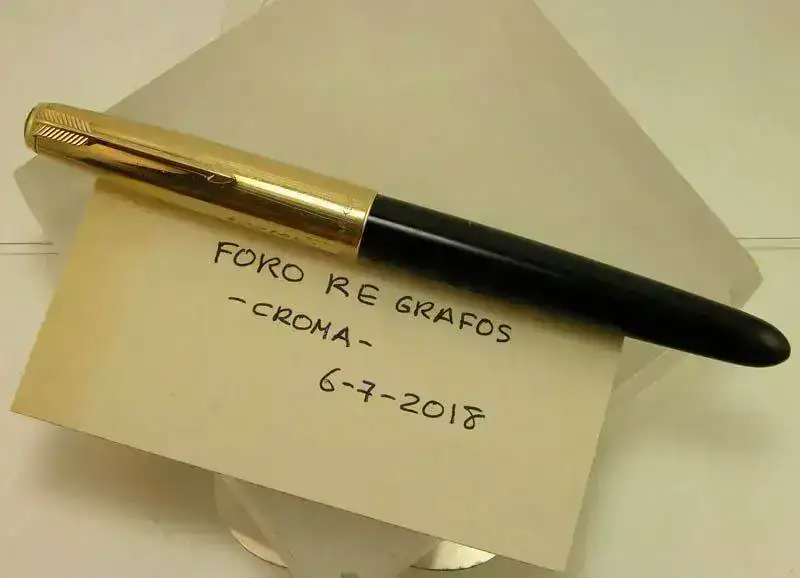 FORO RE GRAFOS
-CROMA-
6-7-2018